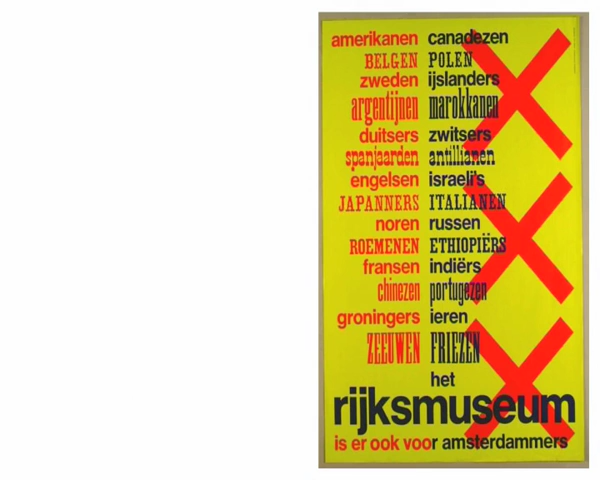 amerikanen canadezen
BELGEN POLEN
zweden ijslanders
argentijnen marokkanen
duitsers zwitsers
spanjaarden antillianen
engelsen israeli's
JAPANNERS ITALIANEN
noren russen
ROEMENEN ETHIOPIËRS
fransen indiërs
chinezen portugezen
groningers ieren
ZEEUWEN FRIEZEN
het
rijksmuseum
is er ook voor amsterdammers